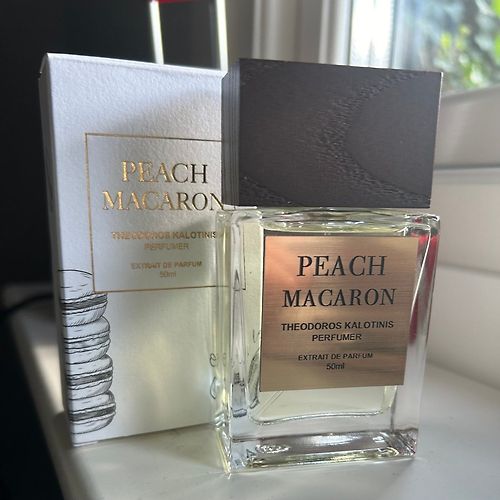 PEACH
MACARON
THEODOROS KALOTINIS
PERFUMER
EXTRAIT DE PARFUM
50ml
PEACH
MACARON
THEODOROS KALOTINIS
PERFUMER
EXTRAIT DE PARFUM
50ml